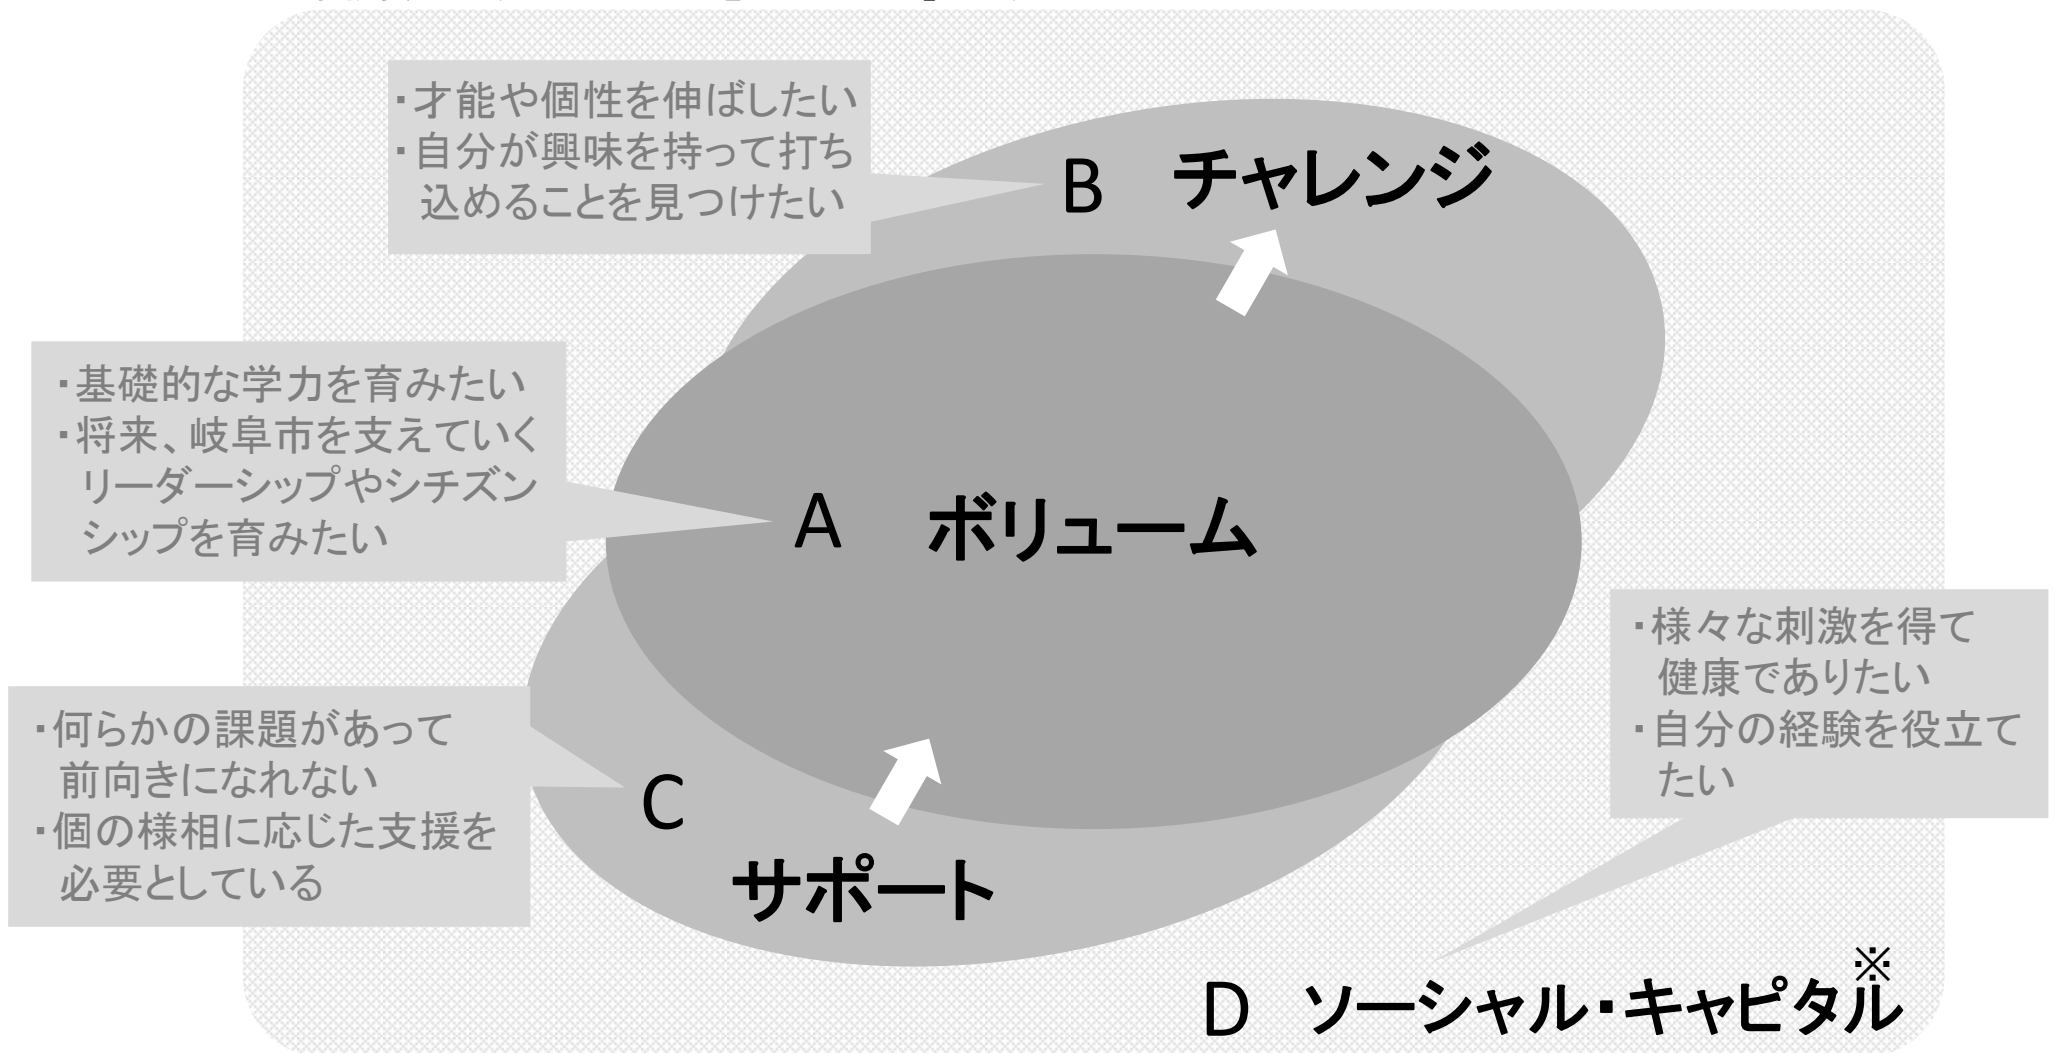 ・才能や個性を伸ばしたい
・自分が興味を持って打ち
込めることを見つけたい
B チャレンジ
・基礎的な学力を育みたい
・将来、岐阜市を支えていく
リーダーシップやシチズン
シップを育みたい
A ボリューム
・様々な刺激を得て
健康でありたい
・自分の経験を役立て
たい
・何らかの課題があって
前向きになれない
・個の様相に応じた支援を
必要としている
C
サポート
※
D ソーシャル・キャピタル